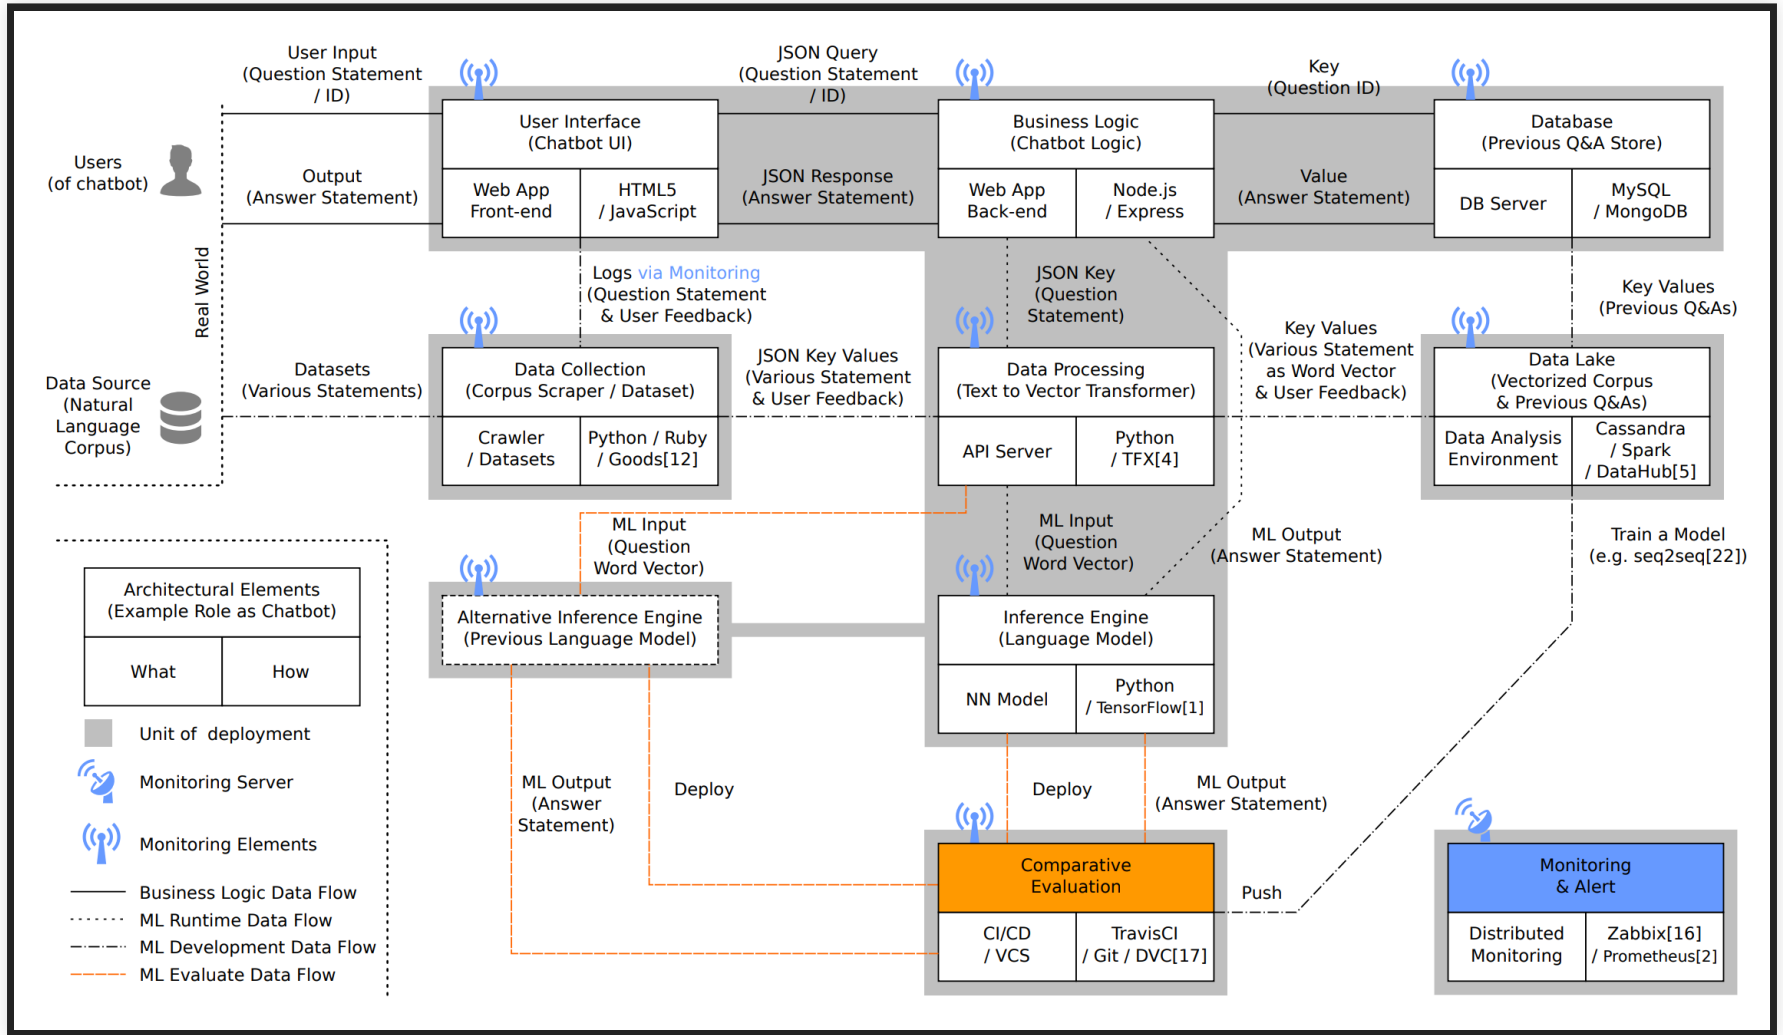 User Input
(Question Statement
/ ID)
JSON Query
(Question Statement
/ ID)
Key
(Question ID)
User Interface
(Chatbot UI)
Business Logic
(Chatbot Logic)
Database
(Previous Q&A Store)
Users
(of chatbot)
Output
(Answer Statement)
Web App
Front-end
HTML5
/ JavaScript
JSON Response
(Answer Statement)
Web App
Back-end
Node.js
/ Express
Value
(Answer Statement)
DB Server
MySQL
/ MongoDB
Real World
Logs via Monitoring
(Question Statement
& User Feedback)
JSON Key
(Question
Statement)
Key Values
(Previous Q&As)
Data Source
(Natural
Language
Corpus)
Datasets
(Various Statements)
Data Collection
(Corpus Scraper / Dataset)
JSON Key Values
(Various Statement
& User Feedback)
Data Processing
(Text to Vector Transformer)
Key Values
(Various Statement
as Word Vector
& User Feedback)
Data Lake
(Vectorized Corpus
& Previous Q&As)
Crawler
/ Datasets
Python / Ruby
/ Goods[12]
API Server
Python
/ TFX[4]
Data Analysis
Environment
Cassandra
/ Spark
/ DataHub[5]
ML Input
(Question
Word Vector)
ML Input
(Question
Word Vector)
ML Output
(Answer Statement)
Train a Model
(e.g. seq2seq[22])
Architectural Elements
(Example Role as Chatbot)
What
How
Alternative Inference Engine
(Previous Language Model)
Inference Engine
(Language Model)
NN Model
Python
/ TensorFlow[1]
Unit of deployment
Monitoring Server
Monitoring Elements
Business Logic Data Flow
ML Runtime Data Flow
ML Development Data Flow
ML Evaluate Data Flow
ML Output
(Answer
Statement)
Deploy
Deploy
ML Output
(Answer Statement)
Comparative
Evaluation
Push
Monitoring
& Alert
CI/CD
/ VCS
TravisCI
/ Git / DVC[17]
Distributed
Monitoring
Zabbix[16]
/ Prometheus[2]